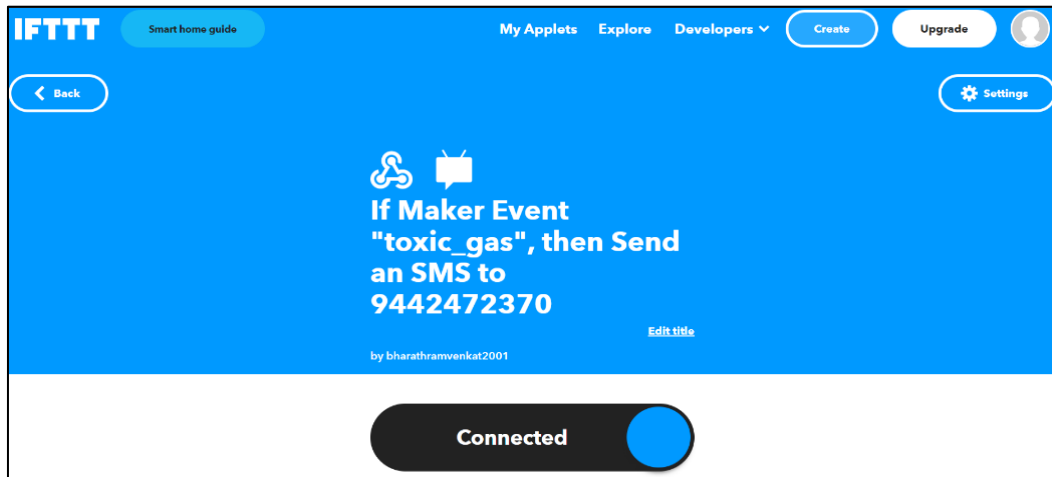 IFTTT Smart home guide My Applets Explore Developers Create Upgrade
Back Settings
If Maker Event
"toxic_gas", then Send
an SMS to
9442472370
Edit title
by bharathramvenkat2001
Connected